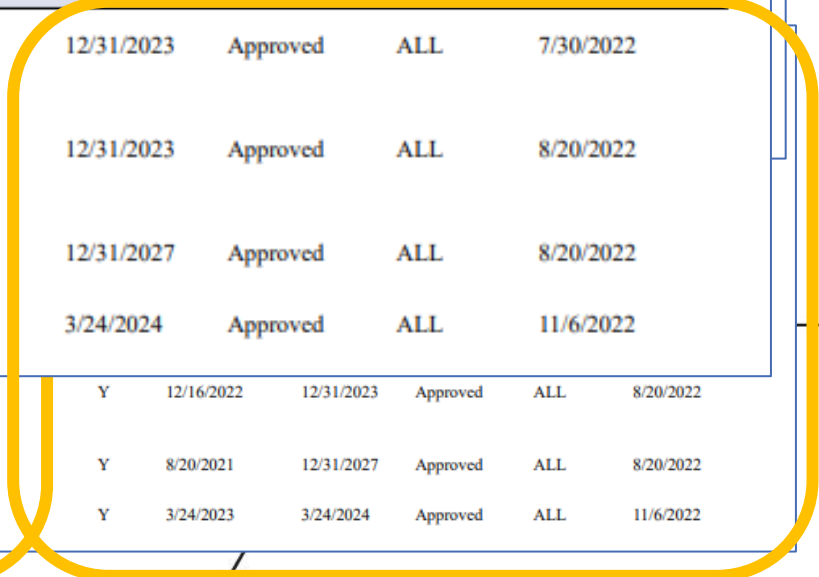 12/31/2023 Approved ALL 7/30/2022
12/31/2023 Approved ALL 8/20/2022
12/31/2027 Approved ALL 8/20/2022
3/24/2024 Approved ALL 11/6/2022
Y 12/16/2022 12/31/2023 Approved ALL 8/20/2022
Y 8/20/2021 12/31/2027 Approved ALL 8/20/2022
Y 3/24/2023 3/24/2024 Approved ALL 11/6/2022